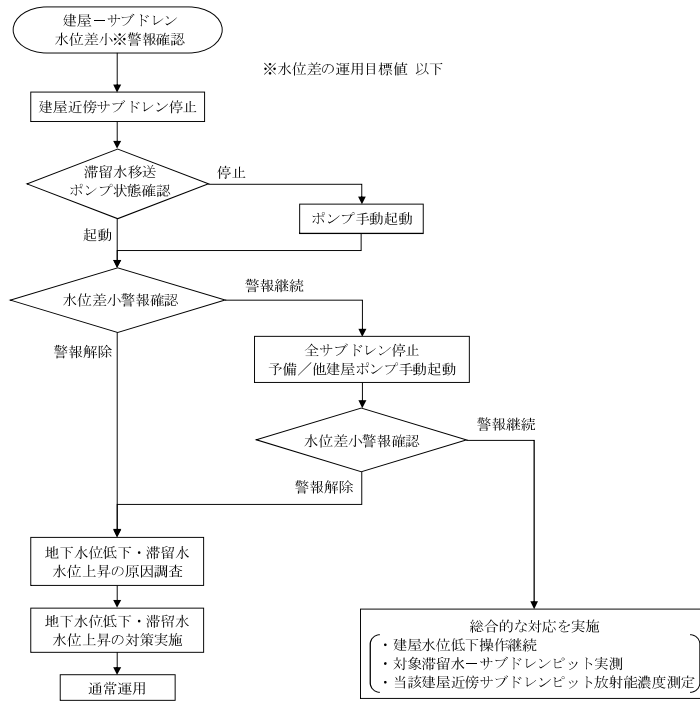 建屋－サブドレン
水位差小※警報確認
※水位差の運用目標値 以下
建屋近傍サブドレン停止
滞留水移送
ポンプ状態確認
停止
ポンプ手動起動
起動
水位差小警報確認
警報継続
警報解除
全サブドレン停止
予備／他建屋ポンプ手動起動
水位差小警報確認
警報継続
警報解除
地下水位低下・滞留水
水位上昇の原因調査
地下水位低下・滞留水
水位上昇の対策実施
通常運用
総合的な対応を実施
・建屋水位低下操作継続
・対象滞留水－サブドレンピット実測
・当該建屋近傍サブドレンピット放射能濃度測定